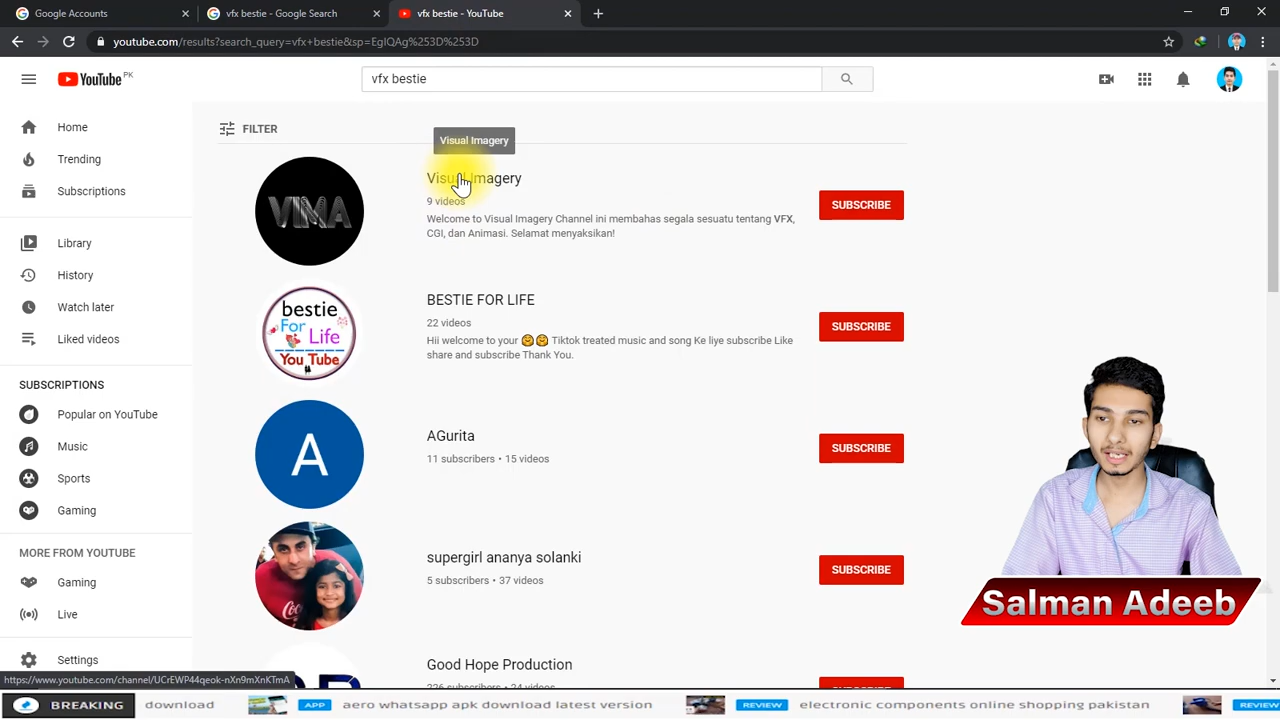 Google Accounts
vfx bestie - Google Search
vfx bestie - YouTube
youtube.com/results?search_query=vfx+bestie&sp=EgIQAg%253D%253D
YouTube PK
vfx bestie
Home
Trending
Subscriptions
Library
History
Watch later
Liked videos
SUBSCRIPTIONS
Popular on YouTube
Music
Sports
Gaming
MORE FROM YOUTUBE
Gaming
Live
Settings
FILTER
Visual Imagery
VIMA
Visual Imagery
9 videos
Welcome to Visual Imagery Channel ini membahas segala sesuatu tentang VFX,
CGI, dan Animasi. Selamat menyaksikan!
SUBSCRIBE
bestie
For
Life
You Tube
BESTIE FOR LIFE
22 videos
Hii welcome to your 🤗🤗 Tiktok treated music and song Ke liye subscribe Like
share and subscribe Thank You.
SUBSCRIBE
A
AGurita
11 subscribers • 15 videos
SUBSCRIBE
supergirl ananya solanki
5 subscribers • 37 videos
SUBSCRIBE
Good Hope Production
226 subscribers • 24 videos
SUBSCRIBE
Salman Adeeb
https://www.youtube.com/channel/UCrEWP44qeok-nXn9mXnKTmA
BREAKING
download
APP
aero whatsapp apk download latest version
REVIEW
electronic components online shopping pakistan
REVIEW